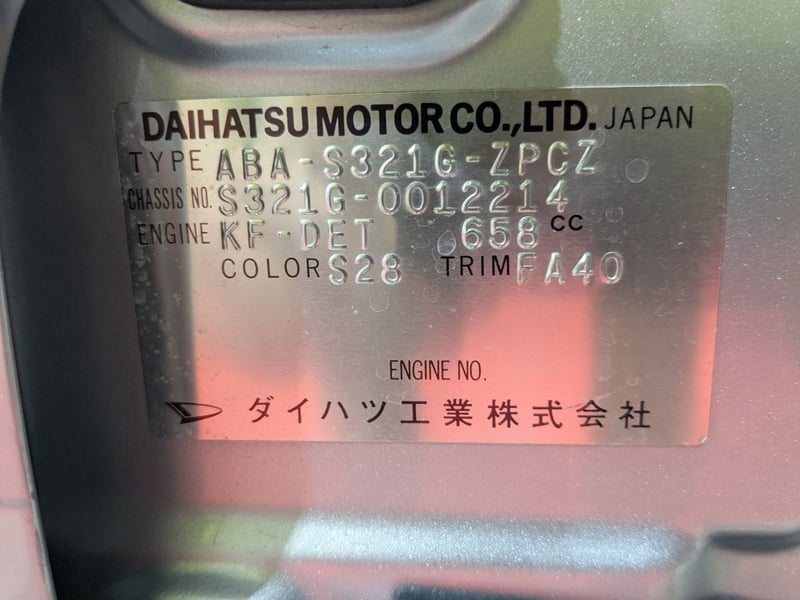 DAIHATSU MOTOR CO.,LTD. JAPAN
TYPE ABA-S321G-ZPCZ
CHASSIS NO. S321G-0012214
ENGINE KF-DET 658 CC
COLOR S28 TRIM FA40
ENGINE NO.
ダイハツ工業株式会社